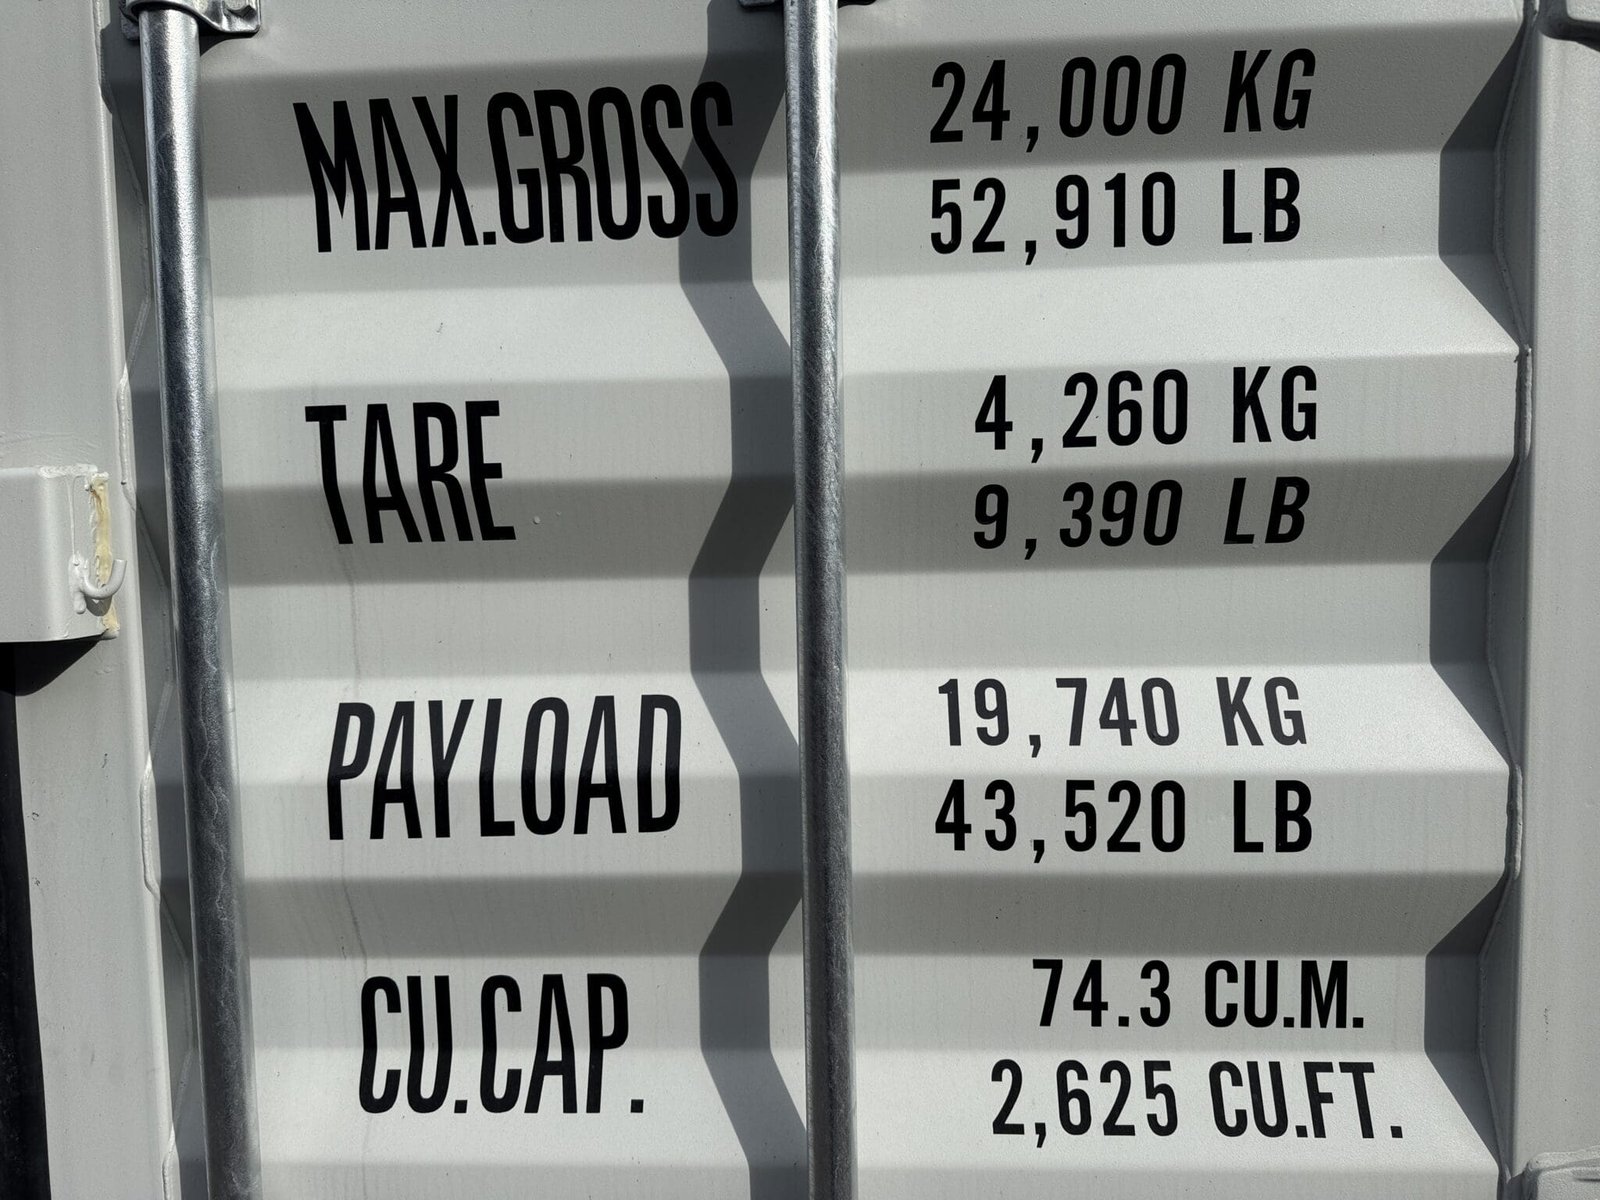 MAX.GROSS 24,000 KG
52,910 LB
TARE 4,260 KG
9,390 LB
PAYLOAD 19,740 KG
43,520 LB
CU.CAP. 74.3 CU.M.
2,625 CU.FT.